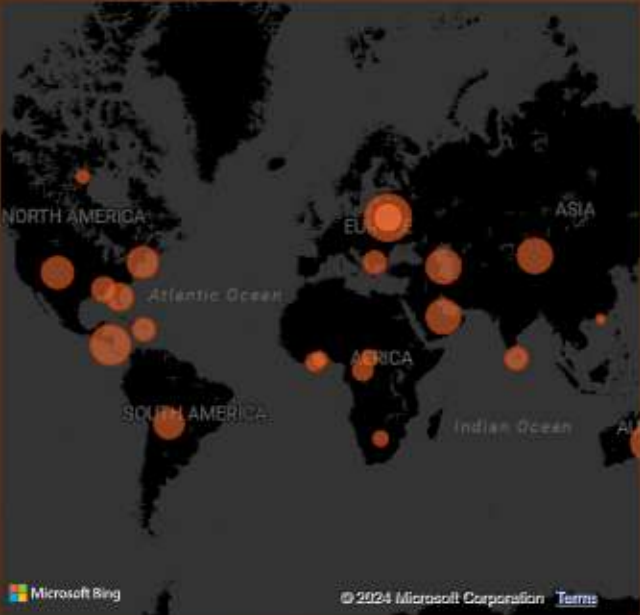 ASIA
NORTH AMERICA
Atlantic Ocean
AFRICA
SOUTH AMERICA
Indian Ocean
Microsoft Bing
© 2024 Microsoft Corporation Terms